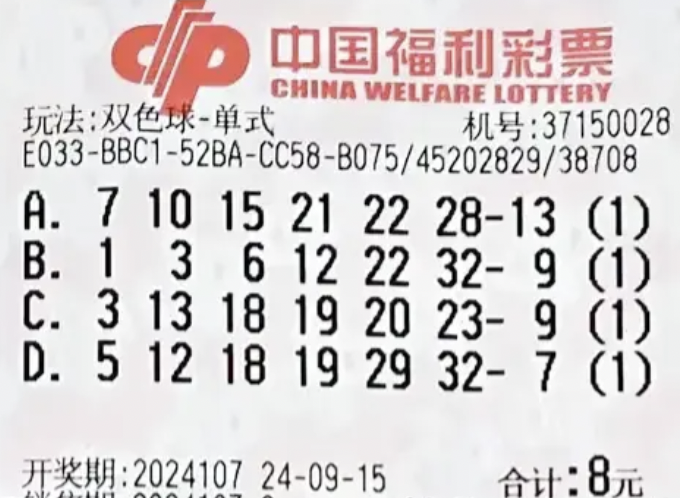 中国福利彩票
CHINA WELFARE LOTTERY
玩法:双色球-单式 机号:37150028
E033-BBC1-52BA-CC58-B075/45202829/38708
A. 7 10 15 21 22 28-13 (1)
B. 1 3 6 12 22 32- 9 (1)
C. 3 13 18 19 20 23- 9 (1)
D. 5 12 18 19 29 32- 7 (1)
开奖期:2024107 24-09-15 合计:8元